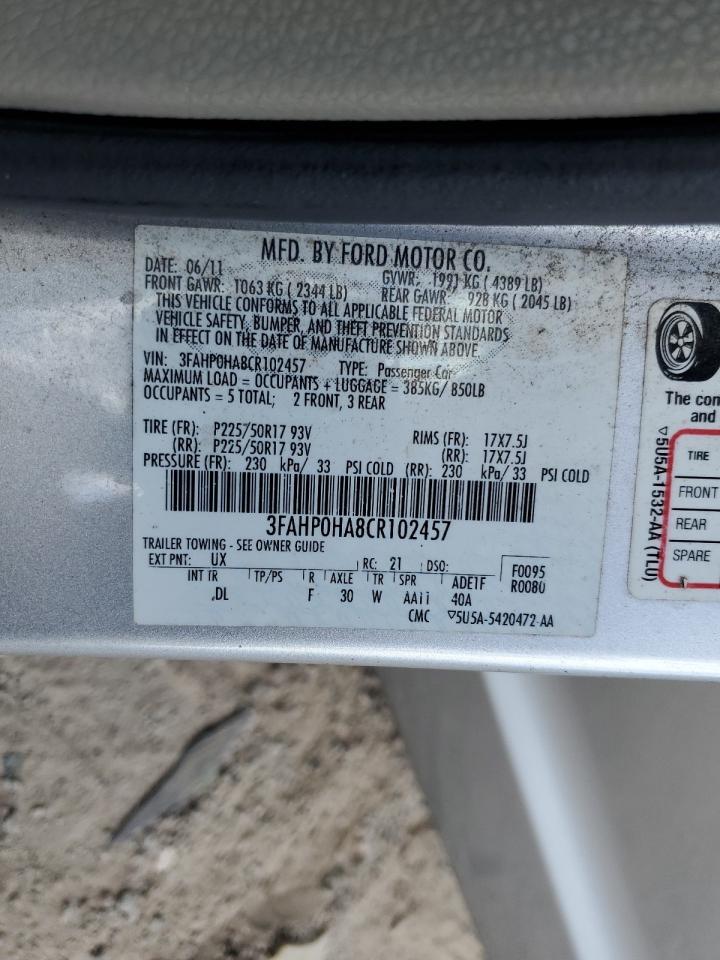 MFD. BY FORD MOTOR CO.
DATE: 06/11 GVWR: 1991 KG ( 4389 LB)
FRONT GAWR: 1063 KG ( 2344 LB) REAR GAWR: 928 KG ( 2045 LB)
THIS VEHICLE CONFORMS TO ALL APPLICABLE FEDERAL MOTOR
VEHICLE SAFETY, BUMPER, AND THEFT PREVENTION STANDARDS
IN EFFECT ON THE DATE OF MANUFACTURE SHOWN ABOVE
VIN: 3FAHP0HA8CR102457 TYPE: Passenger Car
MAXIMUM LOAD = OCCUPANTS + LUGGAGE = 385KG/ 850LB
OCCUPANTS = 5 TOTAL; 2 FRONT, 3 REAR
TIRE (FR): P225/50R17 93V RIMS (FR): 17X7.5J
(RR): P225/50R17 93V (RR): 17X7.5J
PRESSURE (FR): 230 kPa/ 33 PSI COLD (RR): 230 kPa/ 33 PSI COLD
3FAHP0HA8CR102457
TRAILER TOWING - SEE OWNER GUIDE
EXT PNT: UX RC: 21 DSO: F0095
INT TR TP/PS R AXLE TR SPR ADE1F R0080
DL F 30 W AA11 40A
CMC ▽5U5A-5420472-AA
The com
and
▽5U5A-1532-AA (TLU)
TIRE
FRONT
REAR
SPARE